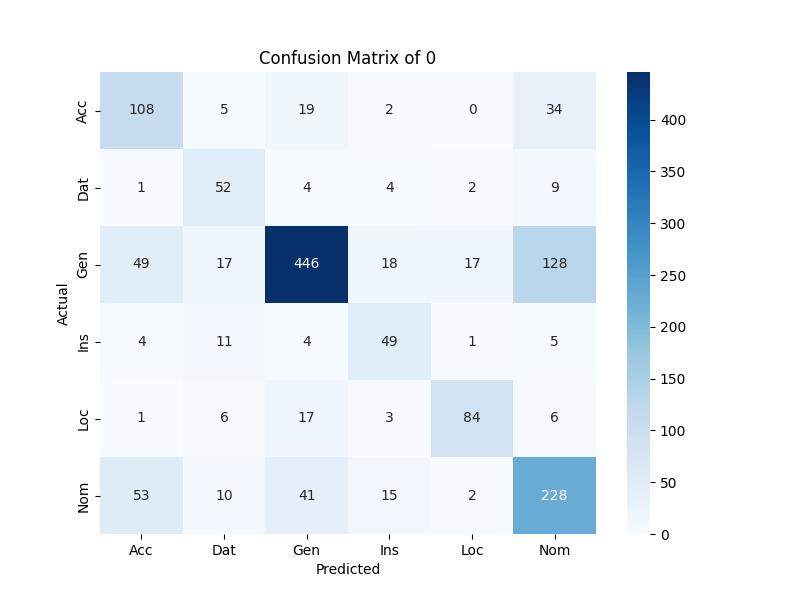 Confusion Matrix of 0
Acc 108 5 19 2 0 34
Dat 1 52 4 4 2 9
Gen 49 17 446 18 17 128
Ins 4 11 4 49 1 5
Loc 1 6 17 3 84 6
Nom 53 10 41 15 2 228
Actual
Acc Dat Gen Ins Loc Nom
Predicted
400
350
300
250
200
150
100
50
0